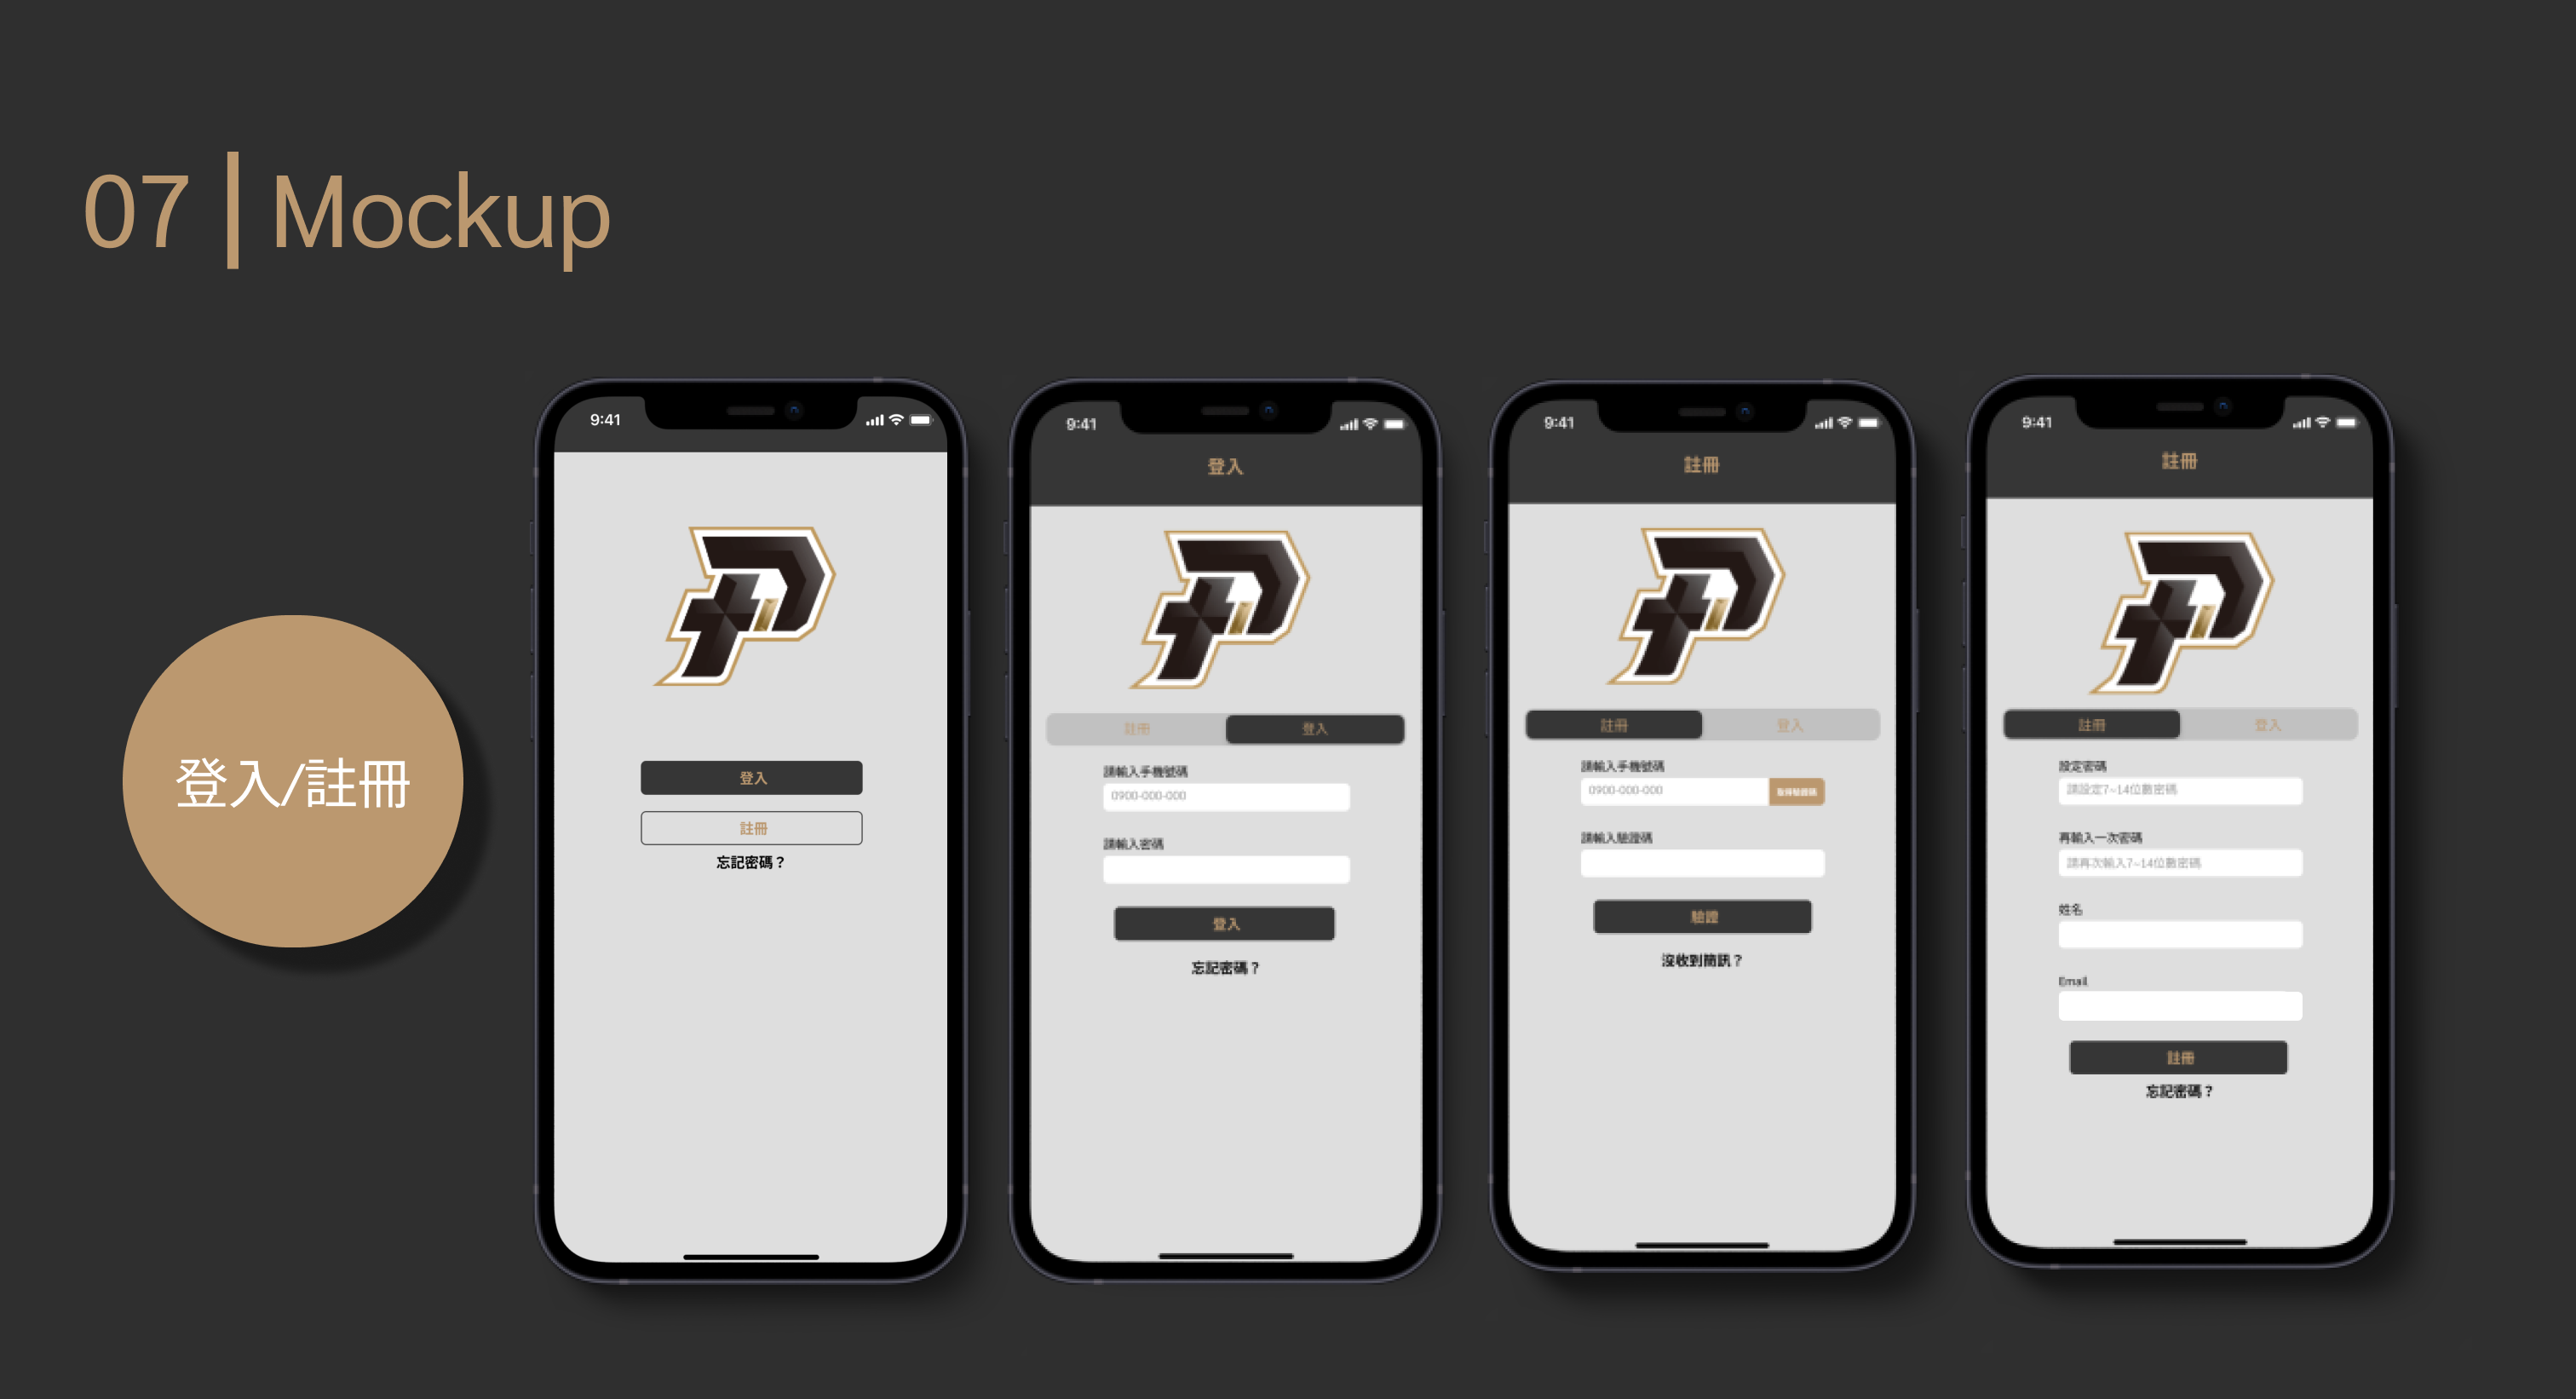 07 | Mockup
登入/註冊
9:41
登入
註冊
忘記密碼？
9:41
登入
註冊 登入
請輸入手機號碼
0900-000-000
請輸入密碼
登入
忘記密碼？
9:41
註冊
註冊 登入
請輸入手機號碼
0900-000-000 取得驗證碼
請輸入驗證碼
驗證
沒收到簡訊？
9:41
註冊
註冊 登入
設定密碼
請設定7~14位數密碼
再輸入一次密碼
請再次輸入7~14位數密碼
姓名
Email
註冊
忘記密碼？